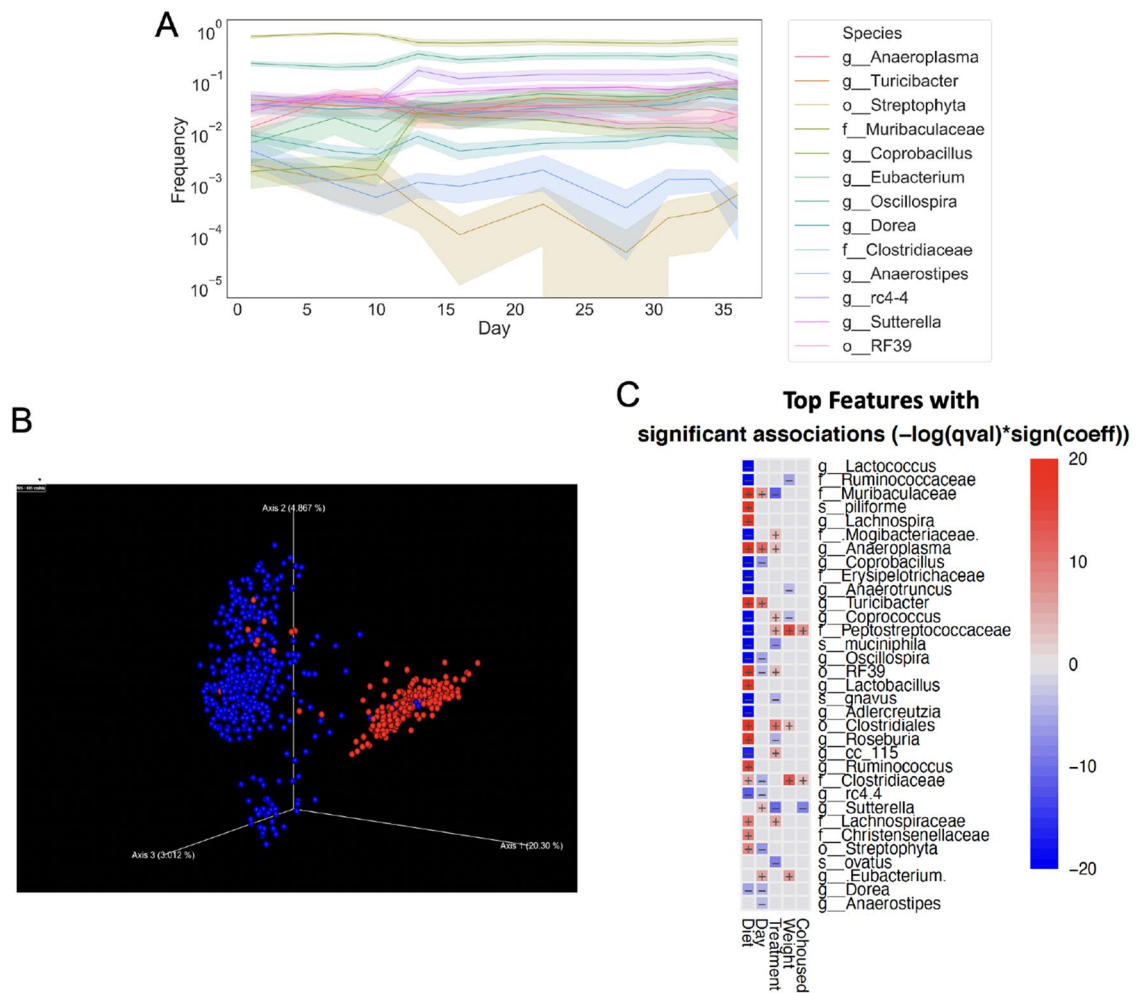 A
10^0
10^-1
10^-2
10^-3
10^-4
10^-5
Frequency
0 5 10 15 20 25 30 35
Day
Species
g__Anaeroplasma
g__Turicibacter
o__Streptophyta
f__Muribaculaceae
g__Coprobacillus
g__Eubacterium
g__Oscillospira
g__Dorea
f__Clostridiaceae
g__Anaerostipes
g__rc4-4
g__Sutterella
o__RF39
B
Axis 2 (4.867 %)
Axis 3 (3.012 %)
Axis 1 (20.30 %)
C
Top Features with
significant associations (−log(qval)*sign(coeff))
g__Lactococcus
f__Ruminococcaceae
f__Muribaculaceae
s__piliforme
g__Lachnospira
f__.Mogibacteriaceae.
g__Anaeroplasma
g__Coprobacillus
f__Erysipelotrichaceae
g__Anaerotruncus
g__Turicibacter
g__Coprococcus
f__Peptostreptococcaceae
s__muciniphila
g__Oscillospira
o__RF39
g__Lactobacillus
s__gnavus
g__Adlercreutzia
o__Clostridiales
g__Roseburia
g__cc_115
g__Ruminococcus
f__Clostridiaceae
g__rc4.4
g__Sutterella
f__Lachnospiraceae
f__Christensenellaceae
o__Streptophyta
s__ovatus
g__.Eubacterium.
g__Dorea
g__Anaerostipes
Diet
Day
Treatment
Weight
Cohoused
20
10
0
−10
−20